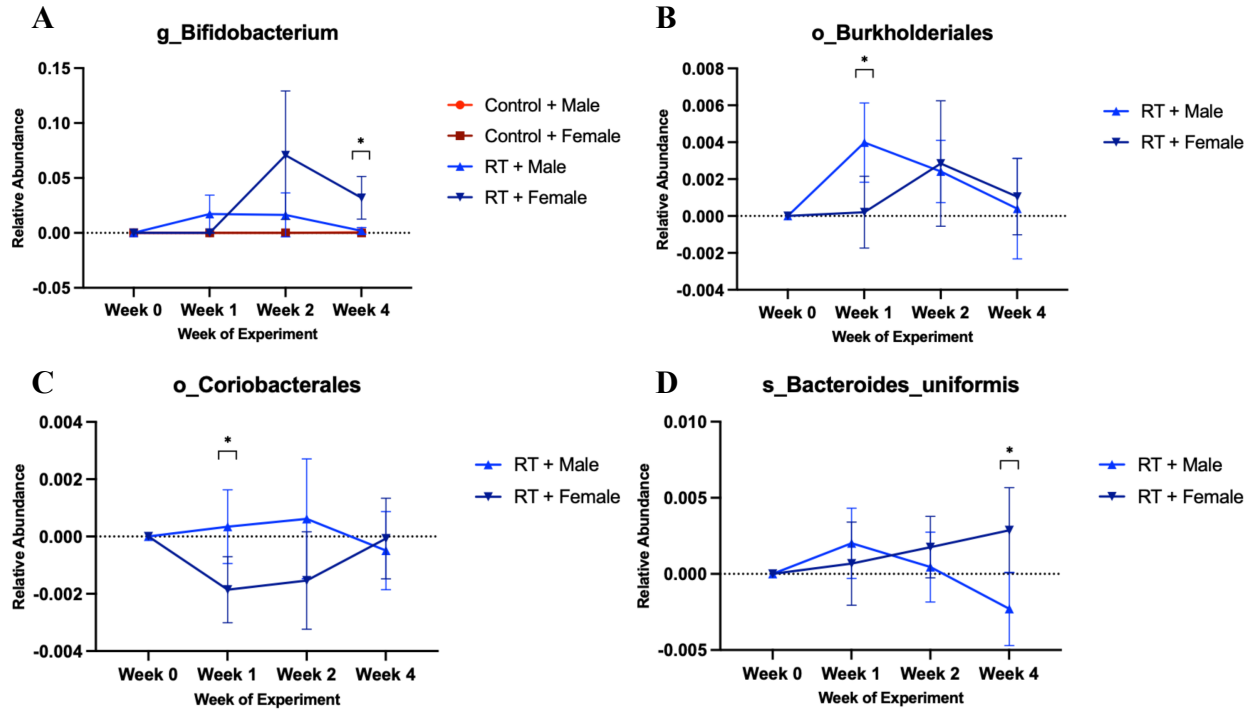 A
g_Bifidobacterium
Relative Abundance
0.15
0.10
0.05
0.00
-0.05
*
Week 0 Week 1 Week 2 Week 4
Week of Experiment
Control + Male
Control + Female
RT + Male
RT + Female
B
o_Burkholderiales
Relative Abundance
0.008
0.006
0.004
0.002
0.000
-0.002
-0.004
*
Week 0 Week 1 Week 2 Week 4
Week of Experiment
RT + Male
RT + Female
C
o_Coriobacterales
Relative Abundance
0.004
0.002
0.000
-0.002
-0.004
*
Week 0 Week 1 Week 2 Week 4
Week of Experiment
RT + Male
RT + Female
D
s_Bacteroides_uniformis
Relative Abundance
0.010
0.005
0.000
-0.005
*
Week 0 Week 1 Week 2 Week 4
Week of Experiment
RT + Male
RT + Female